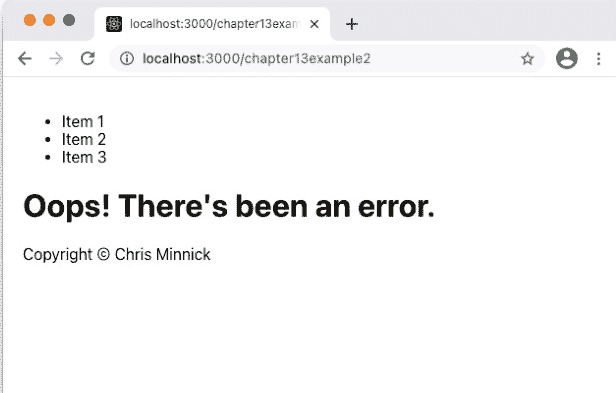 localhost:3000/chapter13exam
localhost:3000/chapter13example2
Item 1
Item 2
Item 3
Oops! There's been an error.
Copyright © Chris Minnick